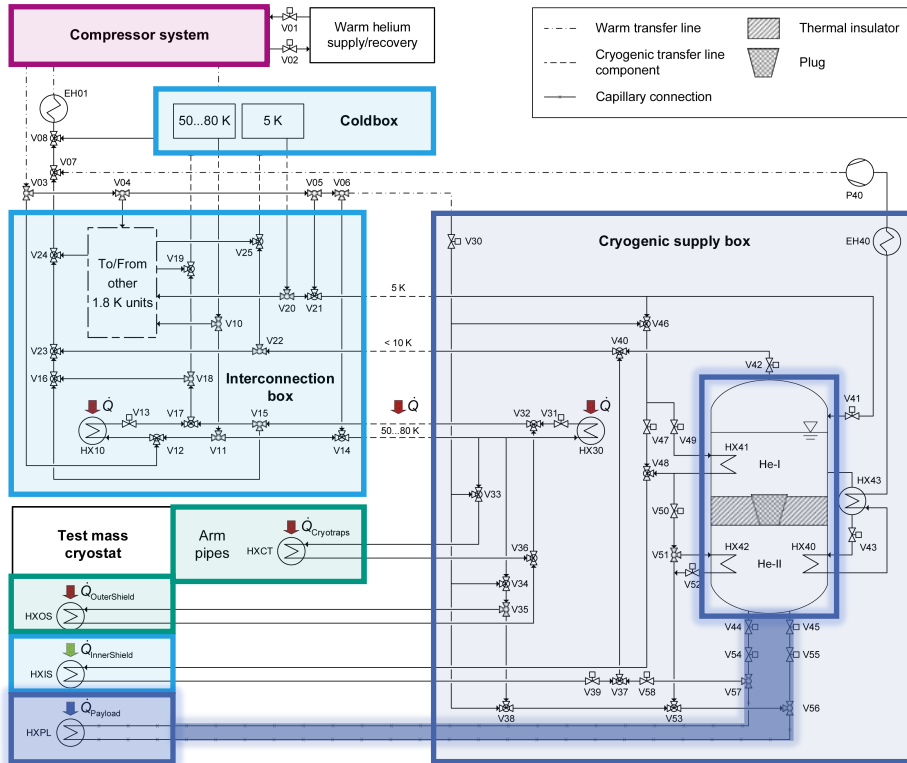 Compressor system
V01
V02
Warm helium
supply/recovery
Warm transfer line
Cryogenic transfer line
component
Capillary connection
Thermal insulator
Plug
EH01
V08
V07
50...80 K
5 K
Coldbox
V03
V04
V05
V06
P40
EH40
V30
Cryogenic supply box
V24
To/From
other
1.8 K units
V19
V25
V20
V21
5 K
V10
V46
V23
V22
< 10 K
V40
V42
V16
V18
Interconnection
box
Q̇
V13
V17
V15
Q̇
Q̇
V32
V31
V41
HX10
V12
V11
50...80 K
V14
HX30
V47
V49
V48
HX41
He-I
HX43
V33
V50
Test mass
cryostat
Arm
pipes
Q̇Cryotraps
HXCT
V36
V51
HX42
HX40
V43
He-II
V52
V34
V35
Q̇OuterShield
HXOS
V44
V45
Q̇InnerShield
HXIS
V54
V55
V39
V37
V58
V57
Q̇Payload
HXPL
V38
V53
V56